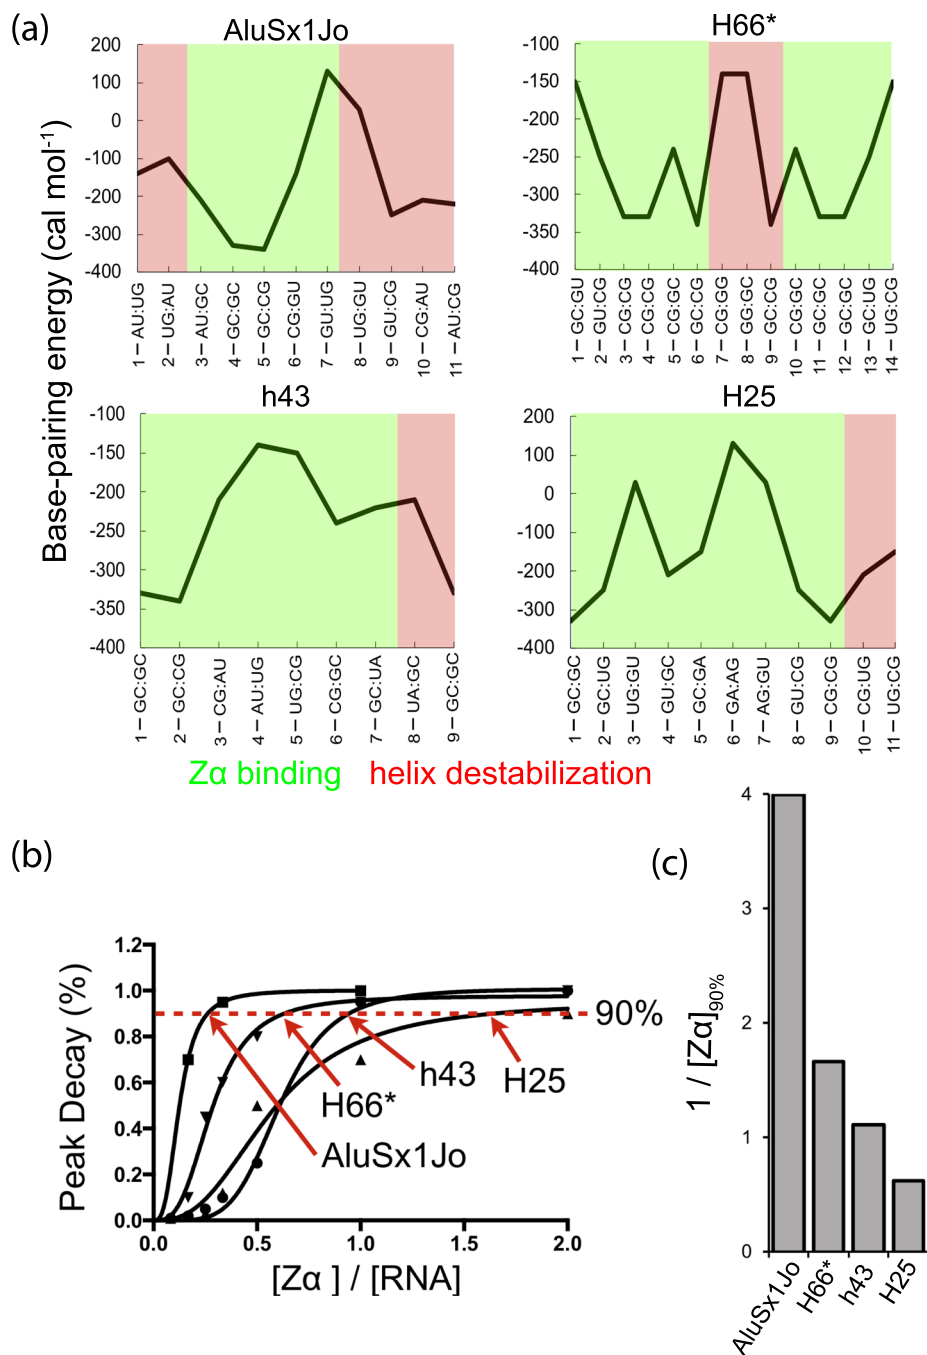 (a)
AluSx1Jo
H66*
Base-pairing energy (cal mol-1)
200
100
0
-100
-200
-300
-400
1 – AU:UG
2 – UG:AU
3 – AU:GC
4 – GC:GC
5 – GC:CG
6 – CG:GU
7 – GU:UG
8 – UG:GU
9 – GU:CG
10 – CG:AU
11 – AU:CG
-100
-150
-200
-250
-300
-350
-400
1 – GC:GU
2 – GU:CG
3 – CG:CG
4 – CG:CG
5 – CG:GC
6 – GC:CG
7 – CG:GG
8 – GG:GC
9 – GC:CG
10 – CG:GC
11 – GC:GC
12 – GC:GC
13 – GC:UG
14 – UG:CG
h43
H25
-100
-150
-200
-250
-300
-350
-400
1 – GC:GC
2 – GC:CG
3 – CG:AU
4 – AU:UG
5 – UG:CG
6 – CG:GC
7 – GC:UA
8 – UA:GC
9 – GC:GC
200
100
0
-100
-200
-300
-400
1 – GC:GC
2 – GC:UG
3 – UG:GU
4 – GU:GC
5 – GC:GA
6 – GA:AG
7 – AG:GU
8 – GU:CG
9 – CG:CG
10 – CG:UG
11 – UG:CG
Zα binding helix destabilization
(b)
Peak Decay (%)
1.2
1.0
0.8
0.6
0.4
0.2
0.0
90%
h43
H25
H66*
AluSx1Jo
0.0 0.5 1.0 1.5 2.0
[Zα] / [RNA]
(c)
1 / [Zα]90%
4
3
2
1
0
AluSx1Jo
H66*
h43
H25